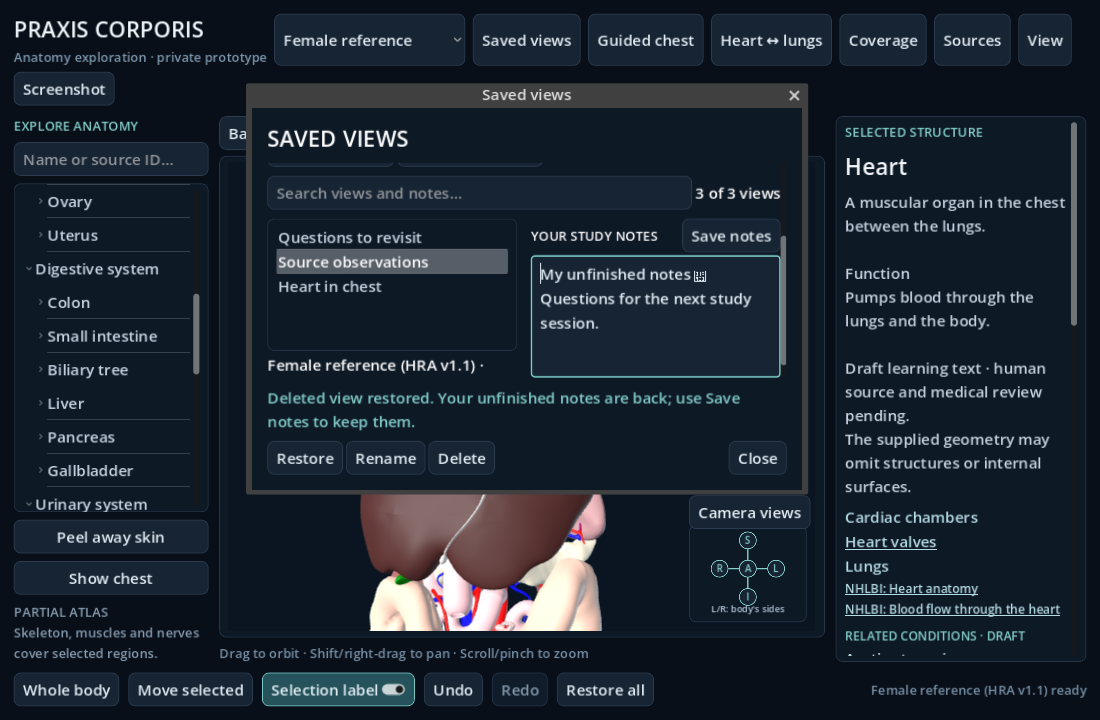 PRAXIS CORPORIS
Anatomy exploration · private prototype
Female reference
Saved views
Guided chest
Heart ↔ lungs
Coverage
Sources
View
Screenshot
EXPLORE ANATOMY
Name or source ID...
Ovary
Uterus
Digestive system
Colon
Small intestine
Biliary tree
Liver
Pancreas
Gallbladder
Urinary system
Peel away skin
Show chest
PARTIAL ATLAS
Skeleton, muscles and nerves
cover selected regions.
Ba
Saved views
SAVED VIEWS
Search views and notes...
3 of 3 views
Questions to revisit
Source observations
Heart in chest
YOUR STUDY NOTES
Save notes
My unfinished notes
Questions for the next study
session.
Female reference (HRA v1.1) ·
Deleted view restored. Your unfinished notes are back; use Save
notes to keep them.
Restore
Rename
Delete
Close
Camera views
S
R
A
L
I
L/R: body's sides
Drag to orbit · Shift/right-drag to pan · Scroll/pinch to zoom
SELECTED STRUCTURE
Heart
A muscular organ in the chest
between the lungs.
Function
Pumps blood through the
lungs and the body.
Draft learning text · human
source and medical review
pending.
The supplied geometry may
omit structures or internal
surfaces.
Cardiac chambers
Heart valves
Lungs
NHLBI: Heart anatomy
NHLBI: Blood flow through the heart
RELATED CONDITIONS · DRAFT
Whole body
Move selected
Selection label
Undo
Redo
Restore all
Female reference (HRA v1.1) ready